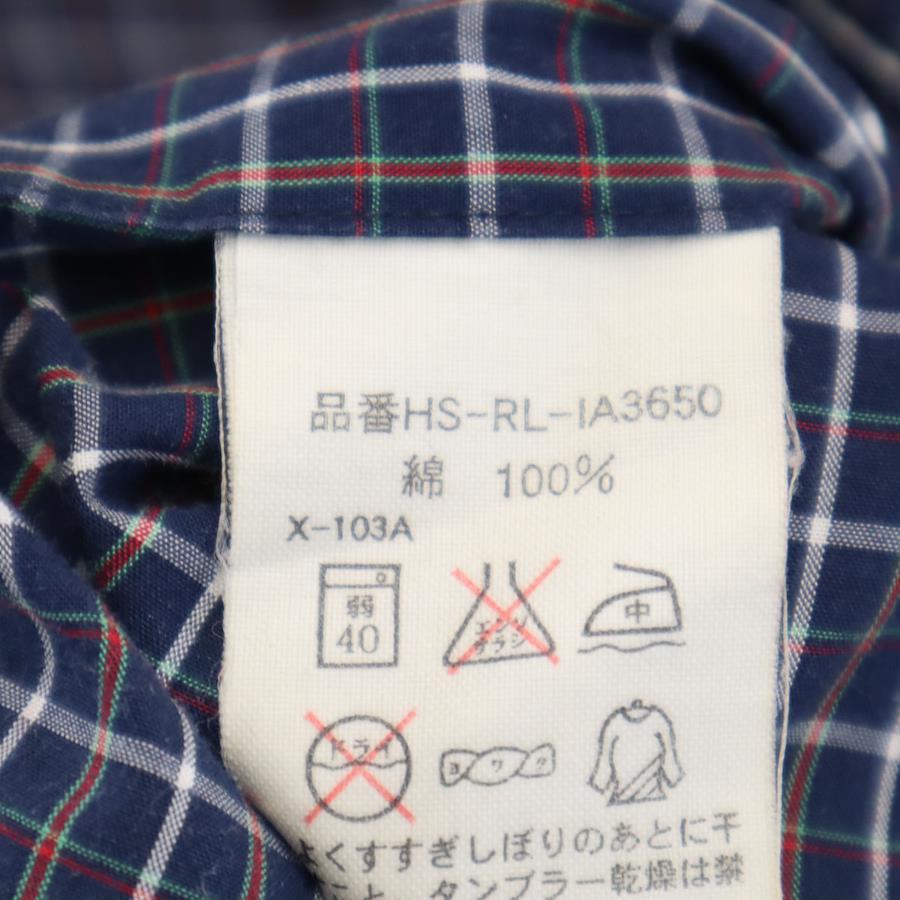 品番HS-RL-IA3650
綿 100%
X-103A
弱
40
エンソ
サラシ
中
ドライ
ヨワク
よくすすぎしぼりのあとに干
こと タンブラー乾燥は禁